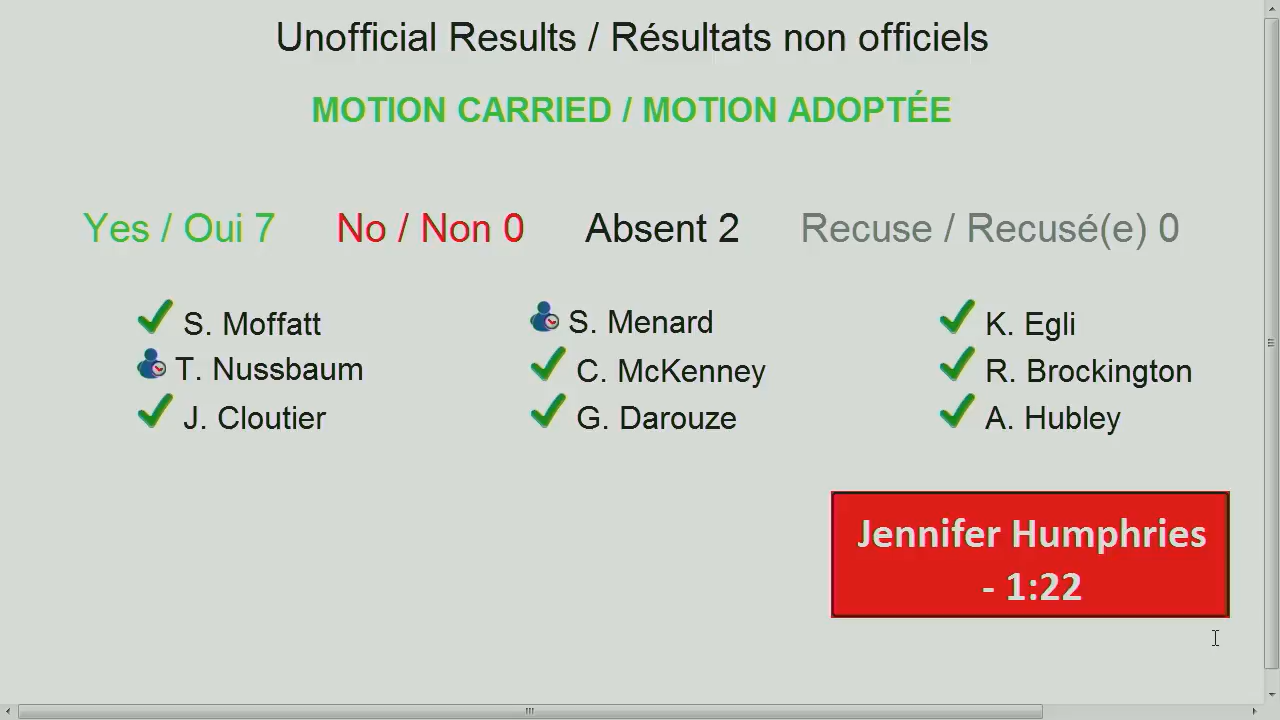 Unofficial Results / Résultats non officiels
MOTION CARRIED / MOTION ADOPTÉE
Yes / Oui 7 No / Non 0 Absent 2 Recuse / Recusé(e) 0
S. Moffatt S. Menard K. Egli
T. Nussbaum C. McKenney R. Brockington
J. Cloutier G. Darouze A. Hubley
Jennifer Humphries
- 1:22